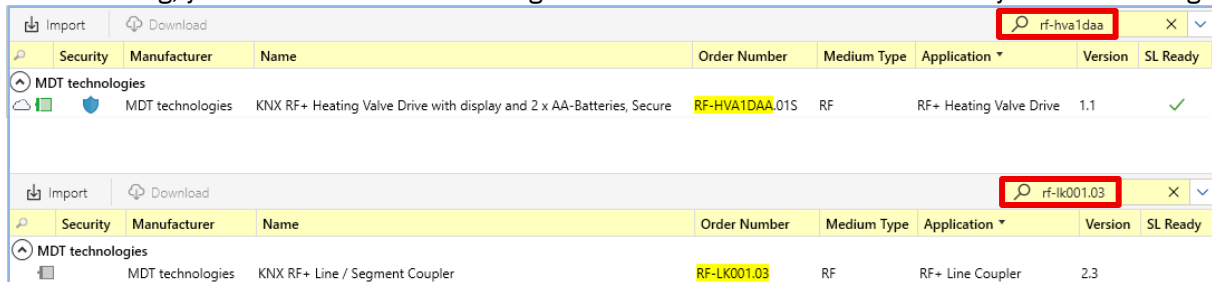 Import Download rf-hva1daa
Security Manufacturer Name Order Number Medium Type Application Version SL Ready
MDT technologies
MDT technologies KNX RF+ Heating Valve Drive with display and 2 x AA-Batteries, Secure RF-HVA1DAA.01S RF RF+ Heating Valve Drive 1.1
Import Download rf-lk001.03
Security Manufacturer Name Order Number Medium Type Application Version SL Ready
MDT technologies
MDT technologies KNX RF+ Line / Segment Coupler RF-LK001.03 RF RF+ Line Coupler 2.3